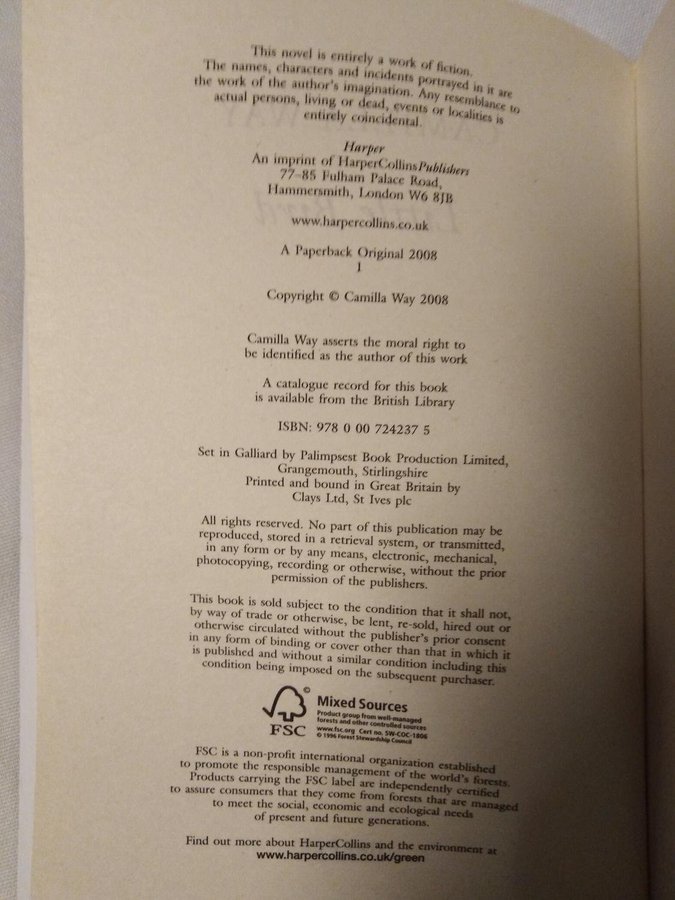 This novel is entirely a work of fiction.
The names, characters and incidents portrayed in it are
the work of the author's imagination. Any resemblance to
actual persons, living or dead, events or localities is
entirely coincidental.
Harper
An imprint of HarperCollinsPublishers
77–85 Fulham Palace Road,
Hammersmith, London W6 8JB
www.harpercollins.co.uk
A Paperback Original 2008
1
Copyright © Camilla Way 2008
Camilla Way asserts the moral right to
be identified as the author of this work
A catalogue record for this book
is available from the British Library
ISBN: 978 0 00 724237 5
Set in Galliard by Palimpsest Book Production Limited,
Grangemouth, Stirlingshire
Printed and bound in Great Britain by
Clays Ltd, St Ives plc
All rights reserved. No part of this publication may be
reproduced, stored in a retrieval system, or transmitted,
in any form or by any means, electronic, mechanical,
photocopying, recording or otherwise, without the prior
permission of the publishers.
This book is sold subject to the condition that it shall not,
by way of trade or otherwise, be lent, re-sold, hired out or
otherwise circulated without the publisher's prior consent
in any form of binding or cover other than that in which it
is published and without a similar condition including this
condition being imposed on the subsequent purchaser.
©
FSC
Mixed Sources
Product group from well-managed
forests and other controlled sources
www.fsc.org Cert no. SW-COC-1806
© 1996 Forest Stewardship Council
FSC is a non-profit international organization established
to promote the responsible management of the world's forests.
Products carrying the FSC label are independently certified
to assure consumers that they come from forests that are managed
to meet the social, economic and ecological needs
of present and future generations.
Find out more about HarperCollins and the environment at
www.harpercollins.co.uk/green